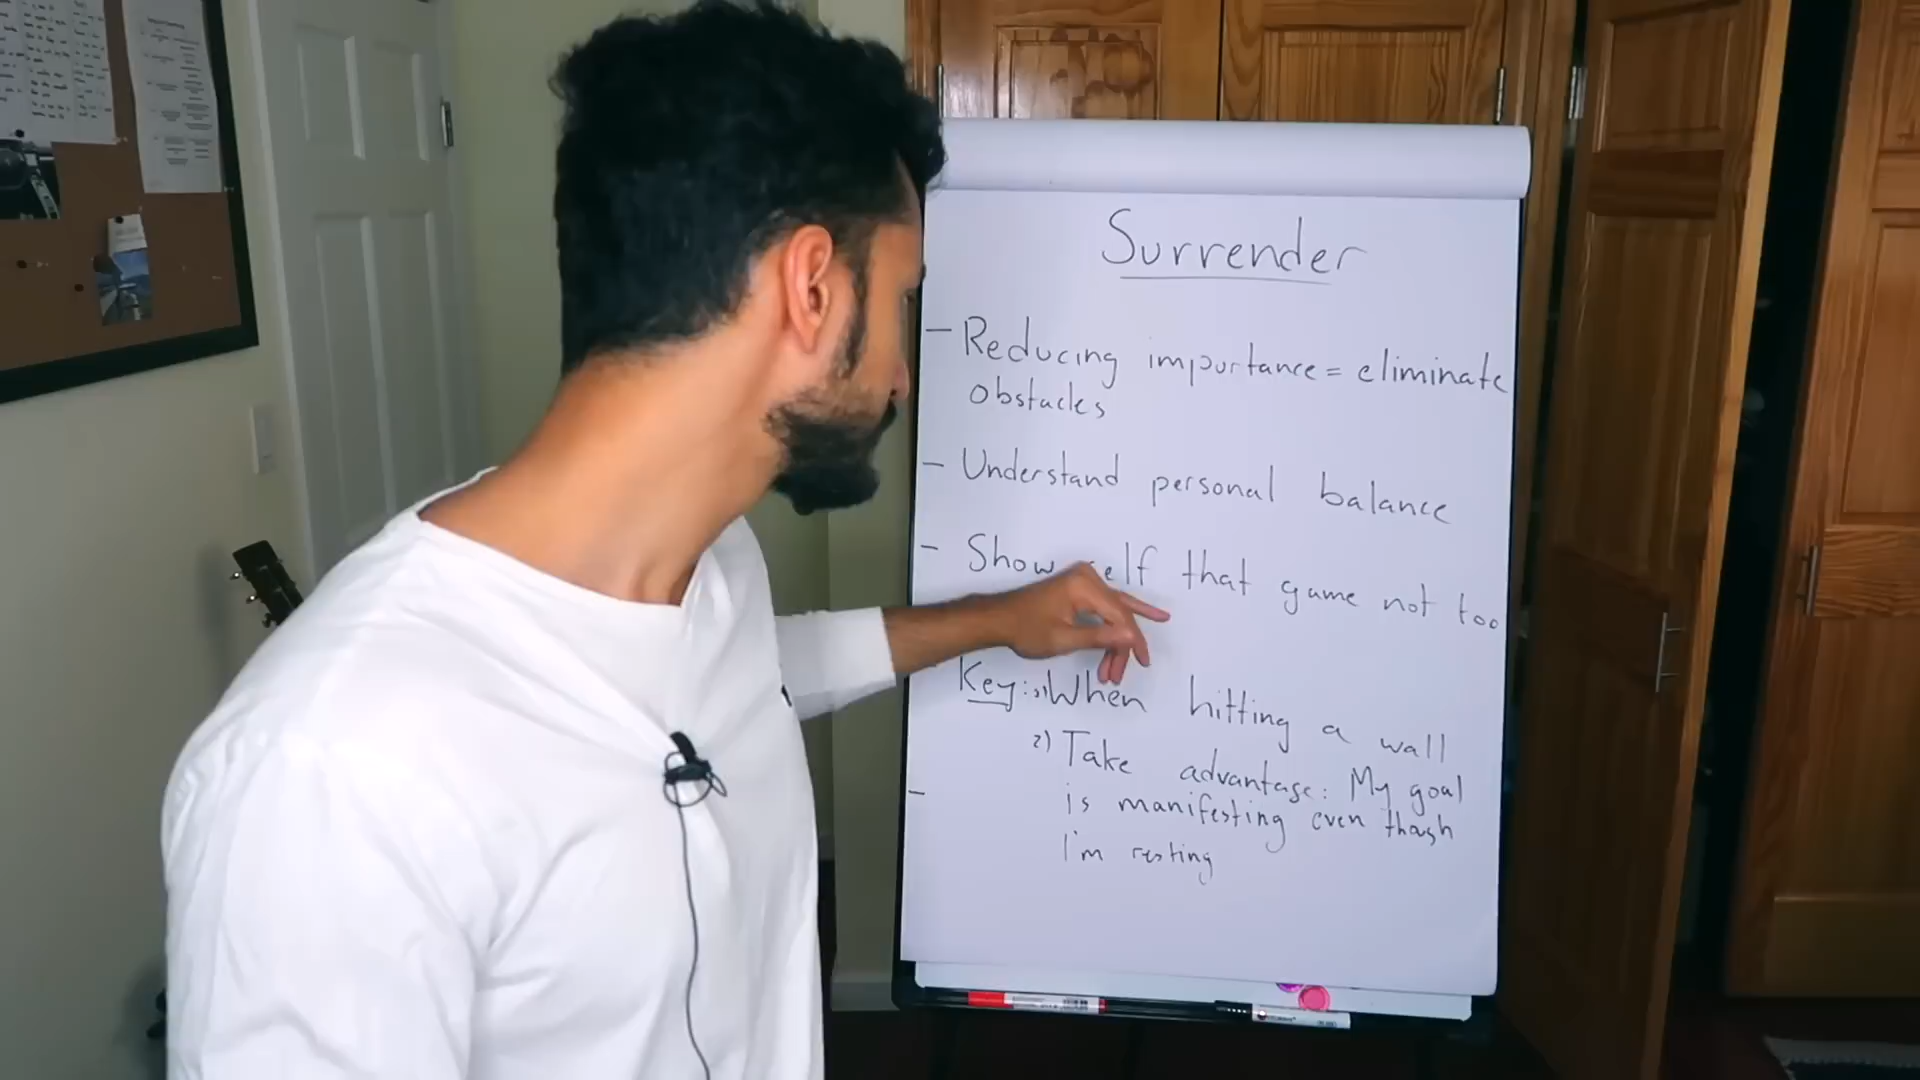 Surrender
- Reducing importance = eliminate
obstacles
- Understand personal balance
- Show self that game not too
Key: 1) When hitting a wall
2) Take advantage: My goal
is manifesting even though
I'm resting
-